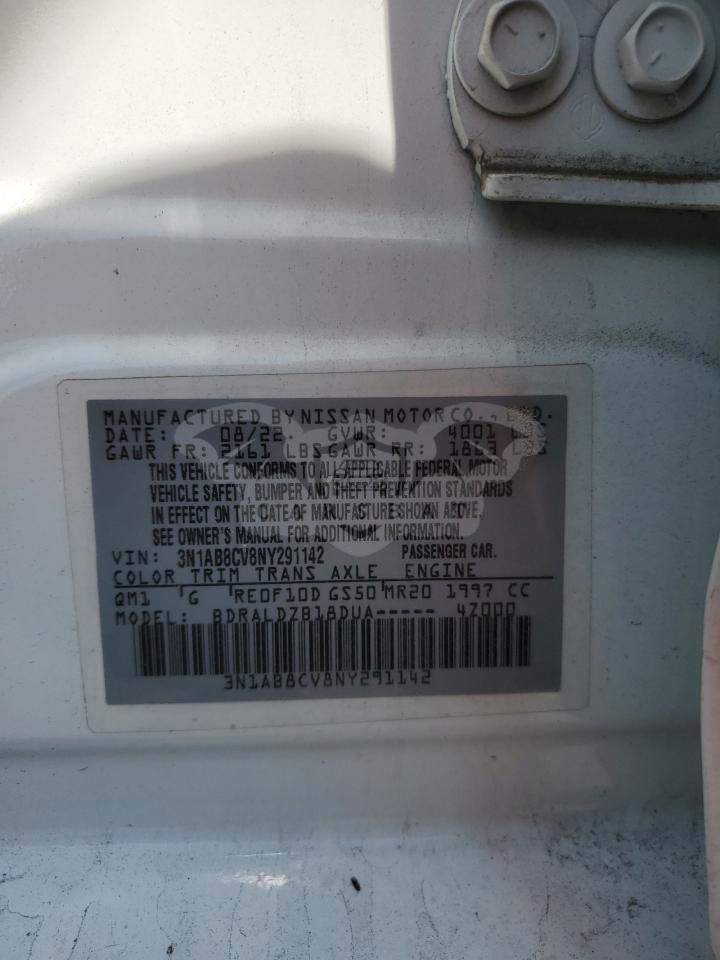 MANUFACTURED BY NISSAN MOTOR CO., LTD.
DATE: 08/22 GVWR: 4001 LBS
GAWR FR: 2161 LBS GAWR RR: 1863 LBS
THIS VEHICLE CONFORMS TO ALL APPLICABLE FEDERAL MOTOR
VEHICLE SAFETY, BUMPER AND THEFT PREVENTION STANDARDS
IN EFFECT ON THE DATE OF MANUFACTURE SHOWN ABOVE.
SEE OWNER'S MANUAL FOR ADDITIONAL INFORMATION.
VIN: 3N1AB8CV8NY291142 PASSENGER CAR.
COLOR TRIM TRANS AXLE ENGINE
QM1 G RE0F10D GS50 MR20 1997 CC
MODEL: BDRALDZB18DUA----- 4Z000
3N1AB8CV8NY291142